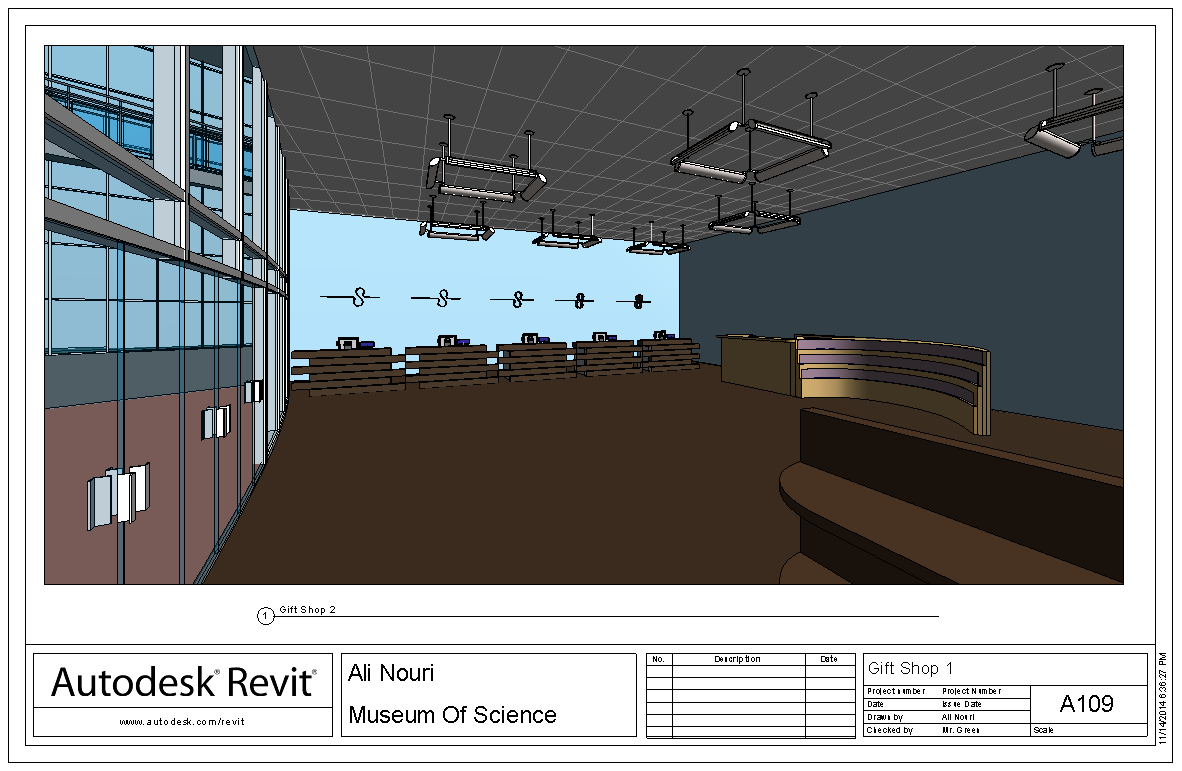 1 Gift Shop 2
Autodesk® Revit®
www.autodesk.com/revit
Ali Nouri
Museum Of Science
No. Description Date
Gift Shop 1
Project number Project Number
Date Issue Date
Drawn by Ali Nouri
Checked by Mr. Green
A109
Scale
11/14/2014 6:36:27 PM